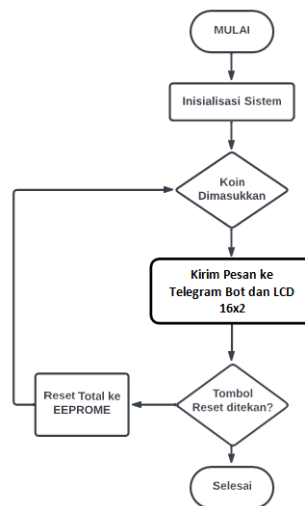 MULAI
Inisialisasi Sistem
Koin
Dimasukkan
Kirim Pesan ke
Telegram Bot dan LCD
16x2
Tombol
Reset ditekan?
Reset Total ke
EEPROME
Selesai